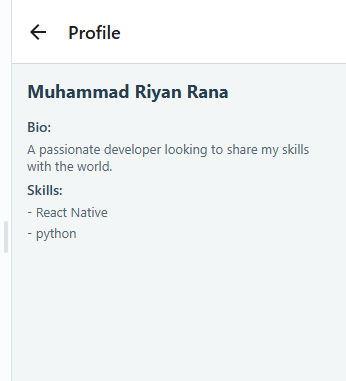 Profile
Muhammad Riyan Rana
Bio:
A passionate developer looking to share my skills
with the world.
Skills:
- React Native
- python